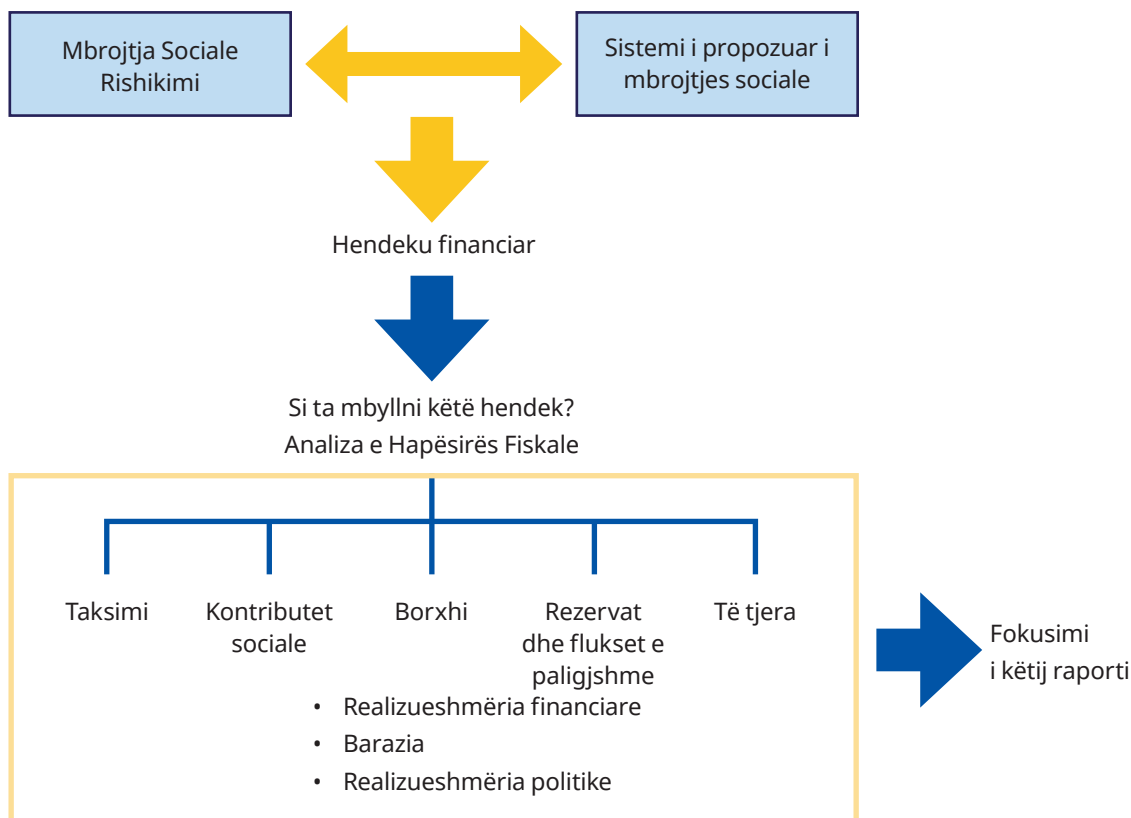 Mbrojtja Sociale
Rishikimi
Sistemi i propozuar i
mbrojtjes sociale
Hendeku financiar
Si ta mbyllni këtë hendek?
Analiza e Hapësirës Fiskale
Taksimi
Kontributet
sociale
Borxhi
Rezervat
dhe flukset e
paligjshme
Të tjera
• Realizueshmëria financiare
• Barazia
• Realizueshmëria politike
Fokusimi
i këtij raporti